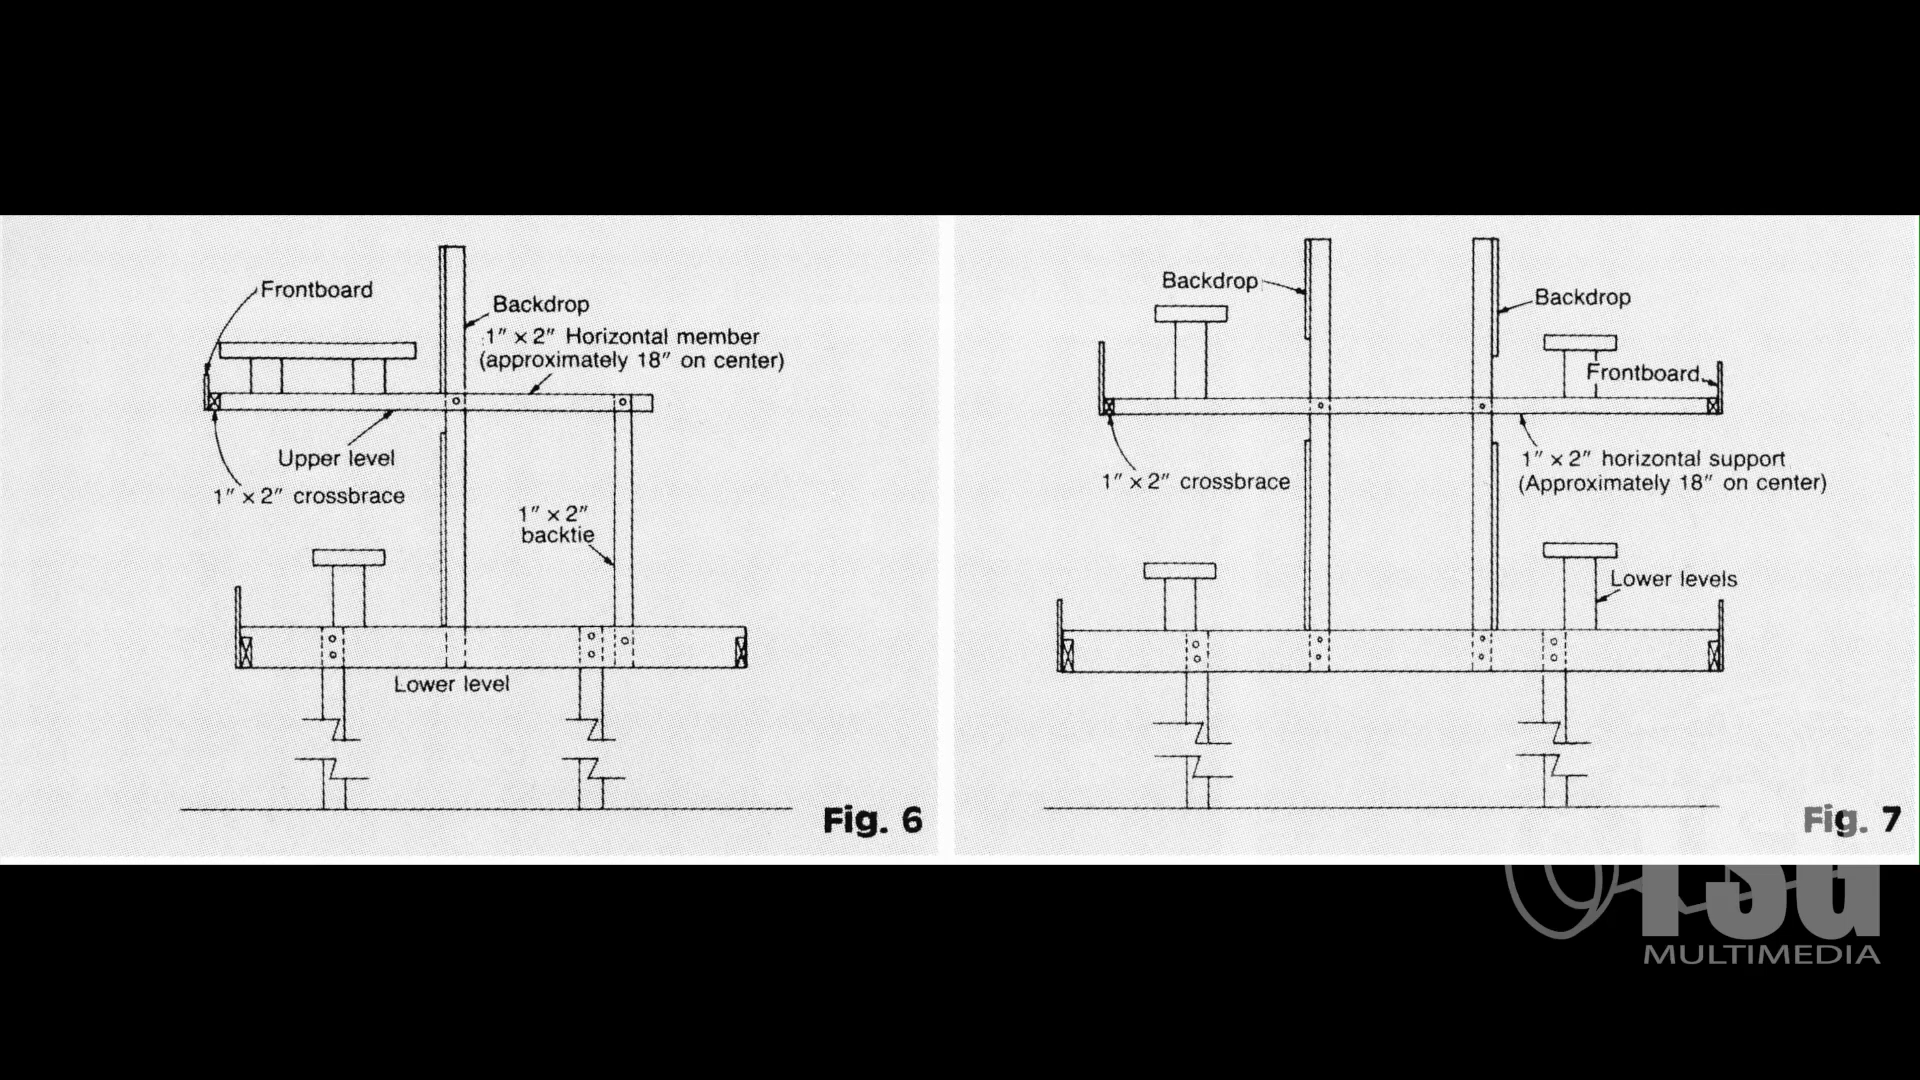 Frontboard
Backdrop
1" × 2" Horizontal member
(approximately 18" on center)
Upper level
1" × 2" crossbrace
1" × 2"
backtie
Lower level
Fig. 6
Backdrop
Backdrop
Frontboard
1" × 2" crossbrace
1" × 2" horizontal support
(Approximately 18" on center)
Lower levels
Fig. 7
MULTIMEDIA